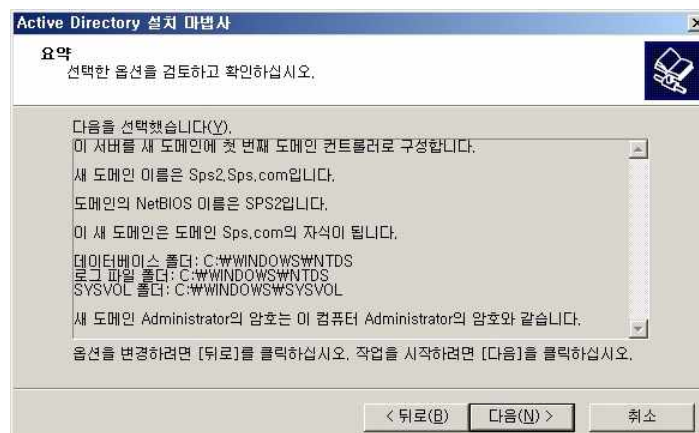 Active Directory 설치 마법사
요약
선택한 옵션을 검토하고 확인하십시오.
다음을 선택했습니다(Y).
이 서버를 새 도메인에 첫 번째 도메인 컨트롤러로 구성합니다.
새 도메인 이름은 Sps2.Sps.com입니다.
도메인의 NetBIOS 이름은 SPS2입니다.
이 새 도메인은 도메인 Sps.com의 자식이 됩니다.
데이터베이스 폴더: C:₩WINDOWS₩NTDS
로그 파일 폴더: C:₩WINDOWS₩NTDS
SYSVOL 폴더: C:₩WINDOWS₩SYSVOL
새 도메인 Administrator의 암호는 이 컴퓨터 Administrator의 암호와 같습니다.
옵션을 변경하려면 [뒤로]를 클릭하십시오. 작업을 시작하려면 [다음]을 클릭하십시오.
< 뒤로(B) 다음(N) > 취소